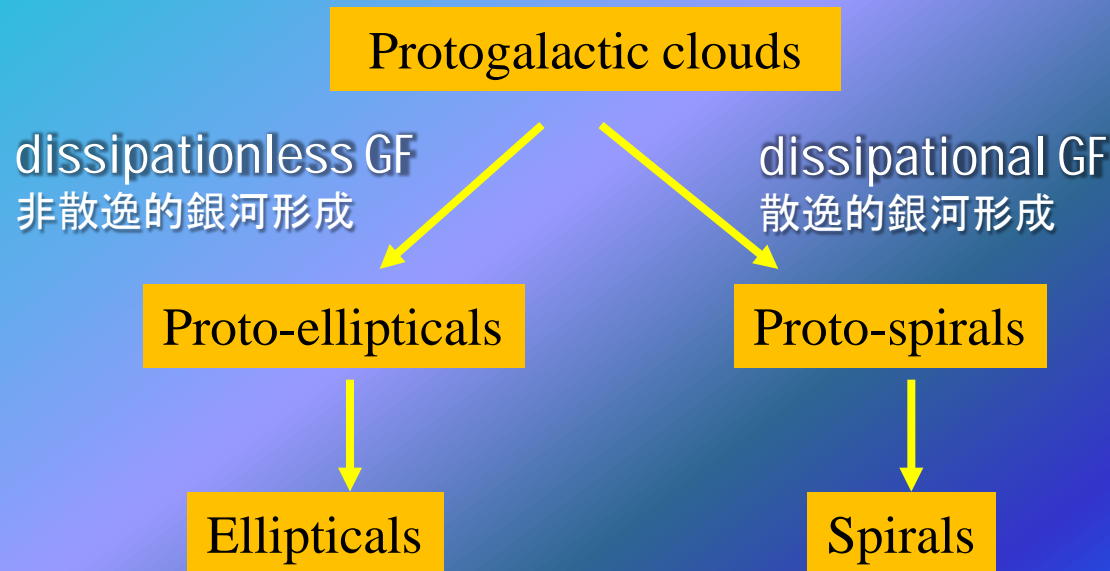 Protogalactic clouds
dissipationless GF
非散逸的銀河形成
dissipational GF
散逸的銀河形成
Proto-ellipticals
Proto-spirals
Ellipticals
Spirals